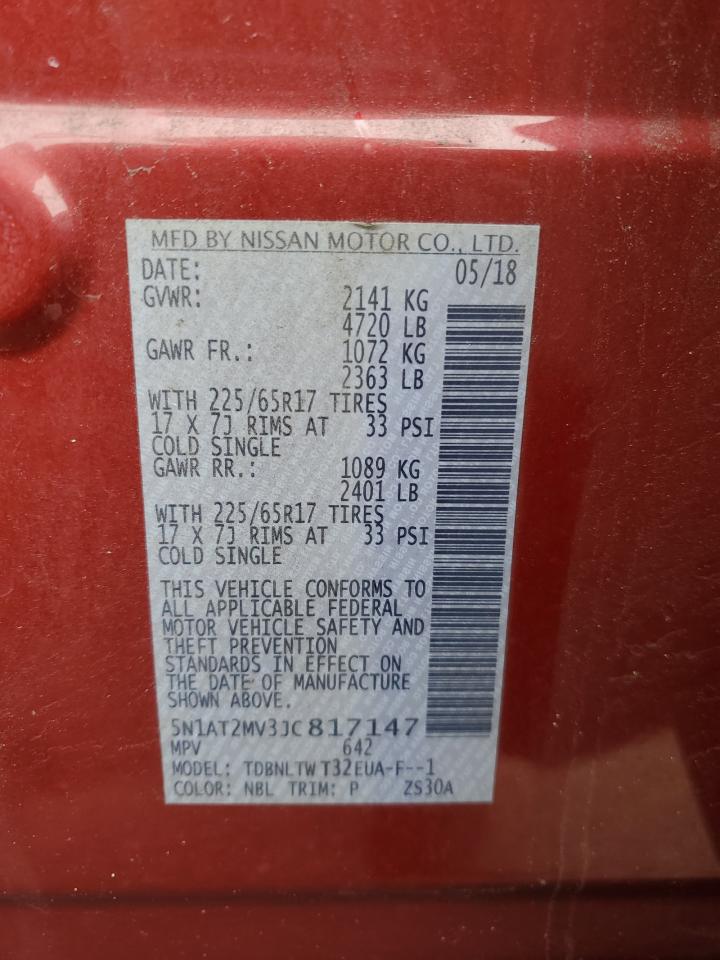 MFD BY NISSAN MOTOR CO., LTD.
DATE: 05/18
GVWR: 2141 KG
4720 LB
GAWR FR.: 1072 KG
2363 LB
WITH 225/65R17 TIRES
17 X 7J RIMS AT 33 PSI
COLD SINGLE
GAWR RR.: 1089 KG
2401 LB
WITH 225/65R17 TIRES
17 X 7J RIMS AT 33 PSI
COLD SINGLE
THIS VEHICLE CONFORMS TO
ALL APPLICABLE FEDERAL
MOTOR VEHICLE SAFETY AND
THEFT PREVENTION
STANDARDS IN EFFECT ON
THE DATE OF MANUFACTURE
SHOWN ABOVE.
5N1AT2MV3JC817147
MPV 642
MODEL: TDBNLTW T32EUA-F--1
COLOR: NBL TRIM: P ZS30A